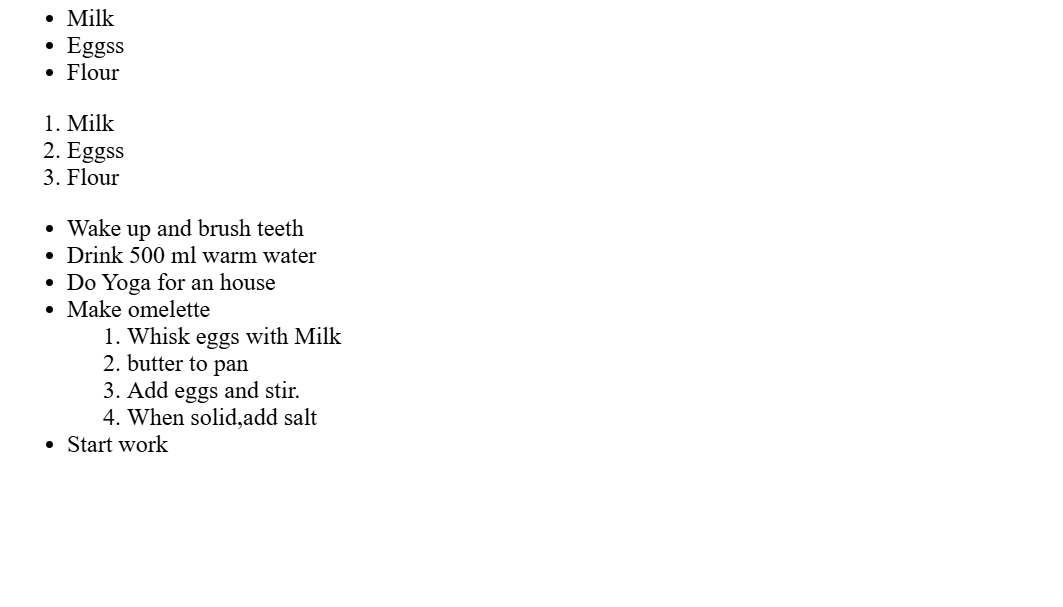 • Milk
• Eggss
• Flour
1. Milk
2. Eggss
3. Flour
• Wake up and brush teeth
• Drink 500 ml warm water
• Do Yoga for an house
• Make omelette
1. Whisk eggs with Milk
2. butter to pan
3. Add eggs and stir.
4. When solid,add salt
• Start work